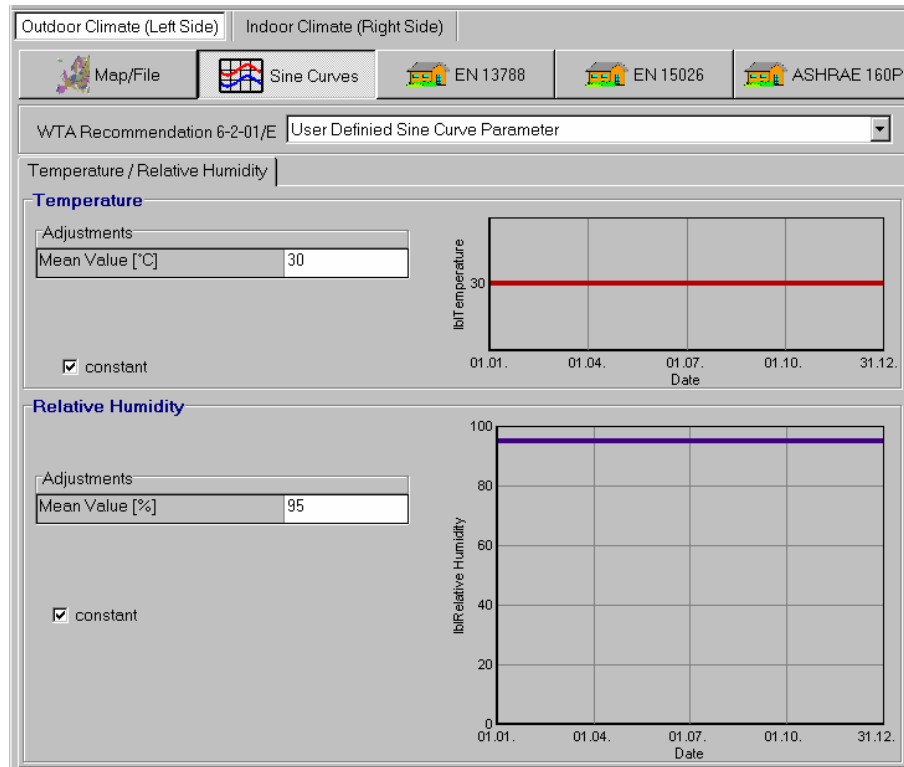 Outdoor Climate (Left Side) Indoor Climate (Right Side)
Map/File Sine Curves EN 13788 EN 15026 ASHRAE 160P
WTA Recommendation 6-2-01/E User Definied Sine Curve Parameter
Temperature / Relative Humidity
Temperature
Adjustments
Mean Value [°C] 30
constant
lblTemperature
30
01.01. 01.04. 01.07. 01.10. 31.12.
Date
Relative Humidity
Adjustments
Mean Value [%] 95
constant
lblRelative Humidity
100
80
60
40
20
0
01.01. 01.04. 01.07. 01.10. 31.12.
Date